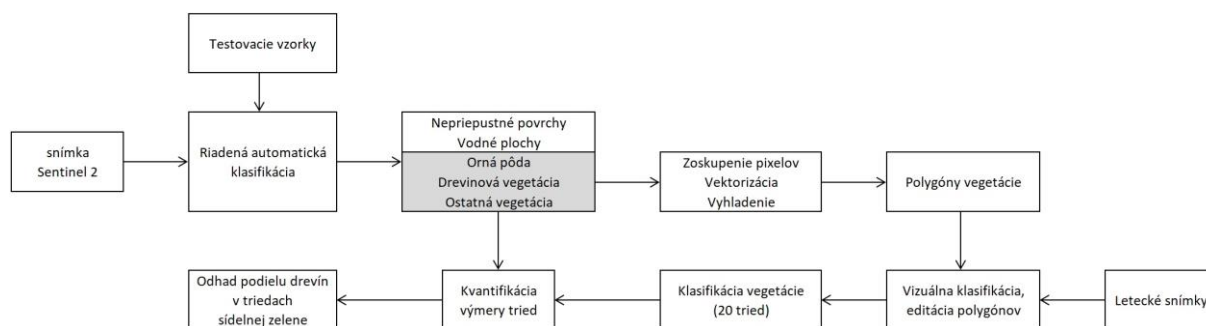 Testovacie vzorky
snímka
Sentinel 2
Riadená automatická
klasifikácia
Nepriepustné povrchy
Vodné plochy
Orná pôda
Drevinová vegetácia
Ostatná vegetácia
Zoskupenie pixelov
Vektorizácia
Vyhladenie
Polygóny vegetácie
Odhad podielu drevín
v triedach
sídelnej zelene
Kvantifikácia
výmery tried
Klasifikácia vegetácie
(20 tried)
Vizuálna klasifikácia,
editácia polygónov
Letecké snímky